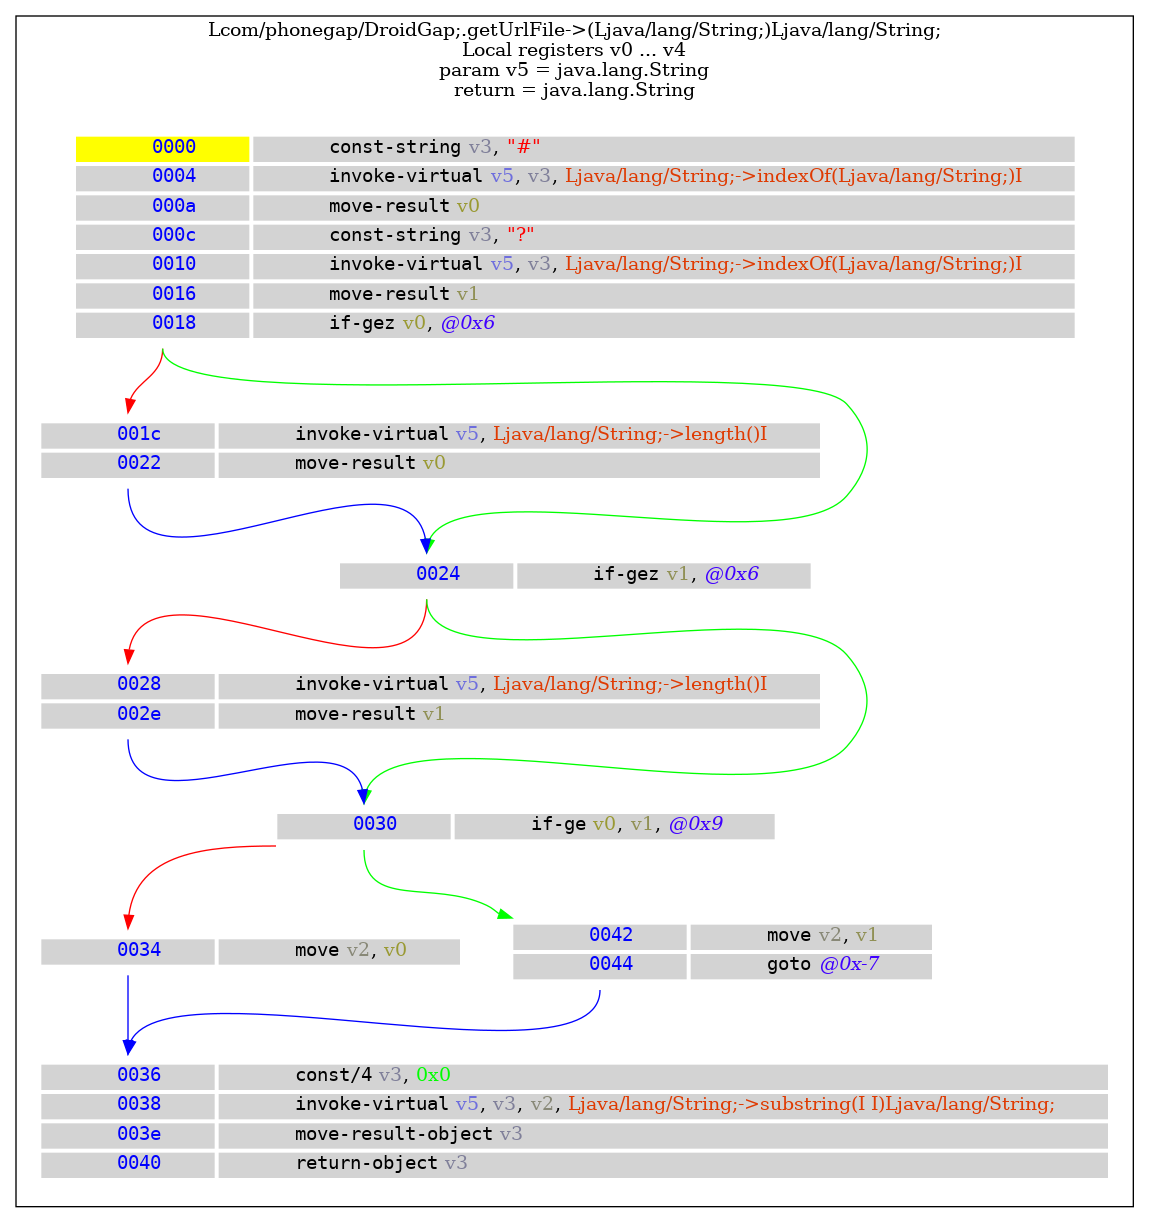 Lcom/phonegap/DroidGap;.getUrlFile->(Ljava/lang/String;)Ljava/lang/String;
Local registers v0 ... v4
param v5 = java.lang.String
return = java.lang.String
0000 const-string v3, "#"
0004 invoke-virtual v5, v3, Ljava/lang/String;->indexOf(Ljava/lang/String;)I
000a move-result v0
000c const-string v3, "?"
0010 invoke-virtual v5, v3, Ljava/lang/String;->indexOf(Ljava/lang/String;)I
0016 move-result v1
0018 if-gez v0, @0x6
001c invoke-virtual v5, Ljava/lang/String;->length()I
0022 move-result v0
0024 if-gez v1, @0x6
0028 invoke-virtual v5, Ljava/lang/String;->length()I
002e move-result v1
0030 if-ge v0, v1, @0x9
0034 move v2, v0
0042 move v2, v1
0044 goto @0x-7
0036 const/4 v3, 0x0
0038 invoke-virtual v5, v3, v2, Ljava/lang/String;->substring(I I)Ljava/lang/String;
003e move-result-object v3
0040 return-object v3